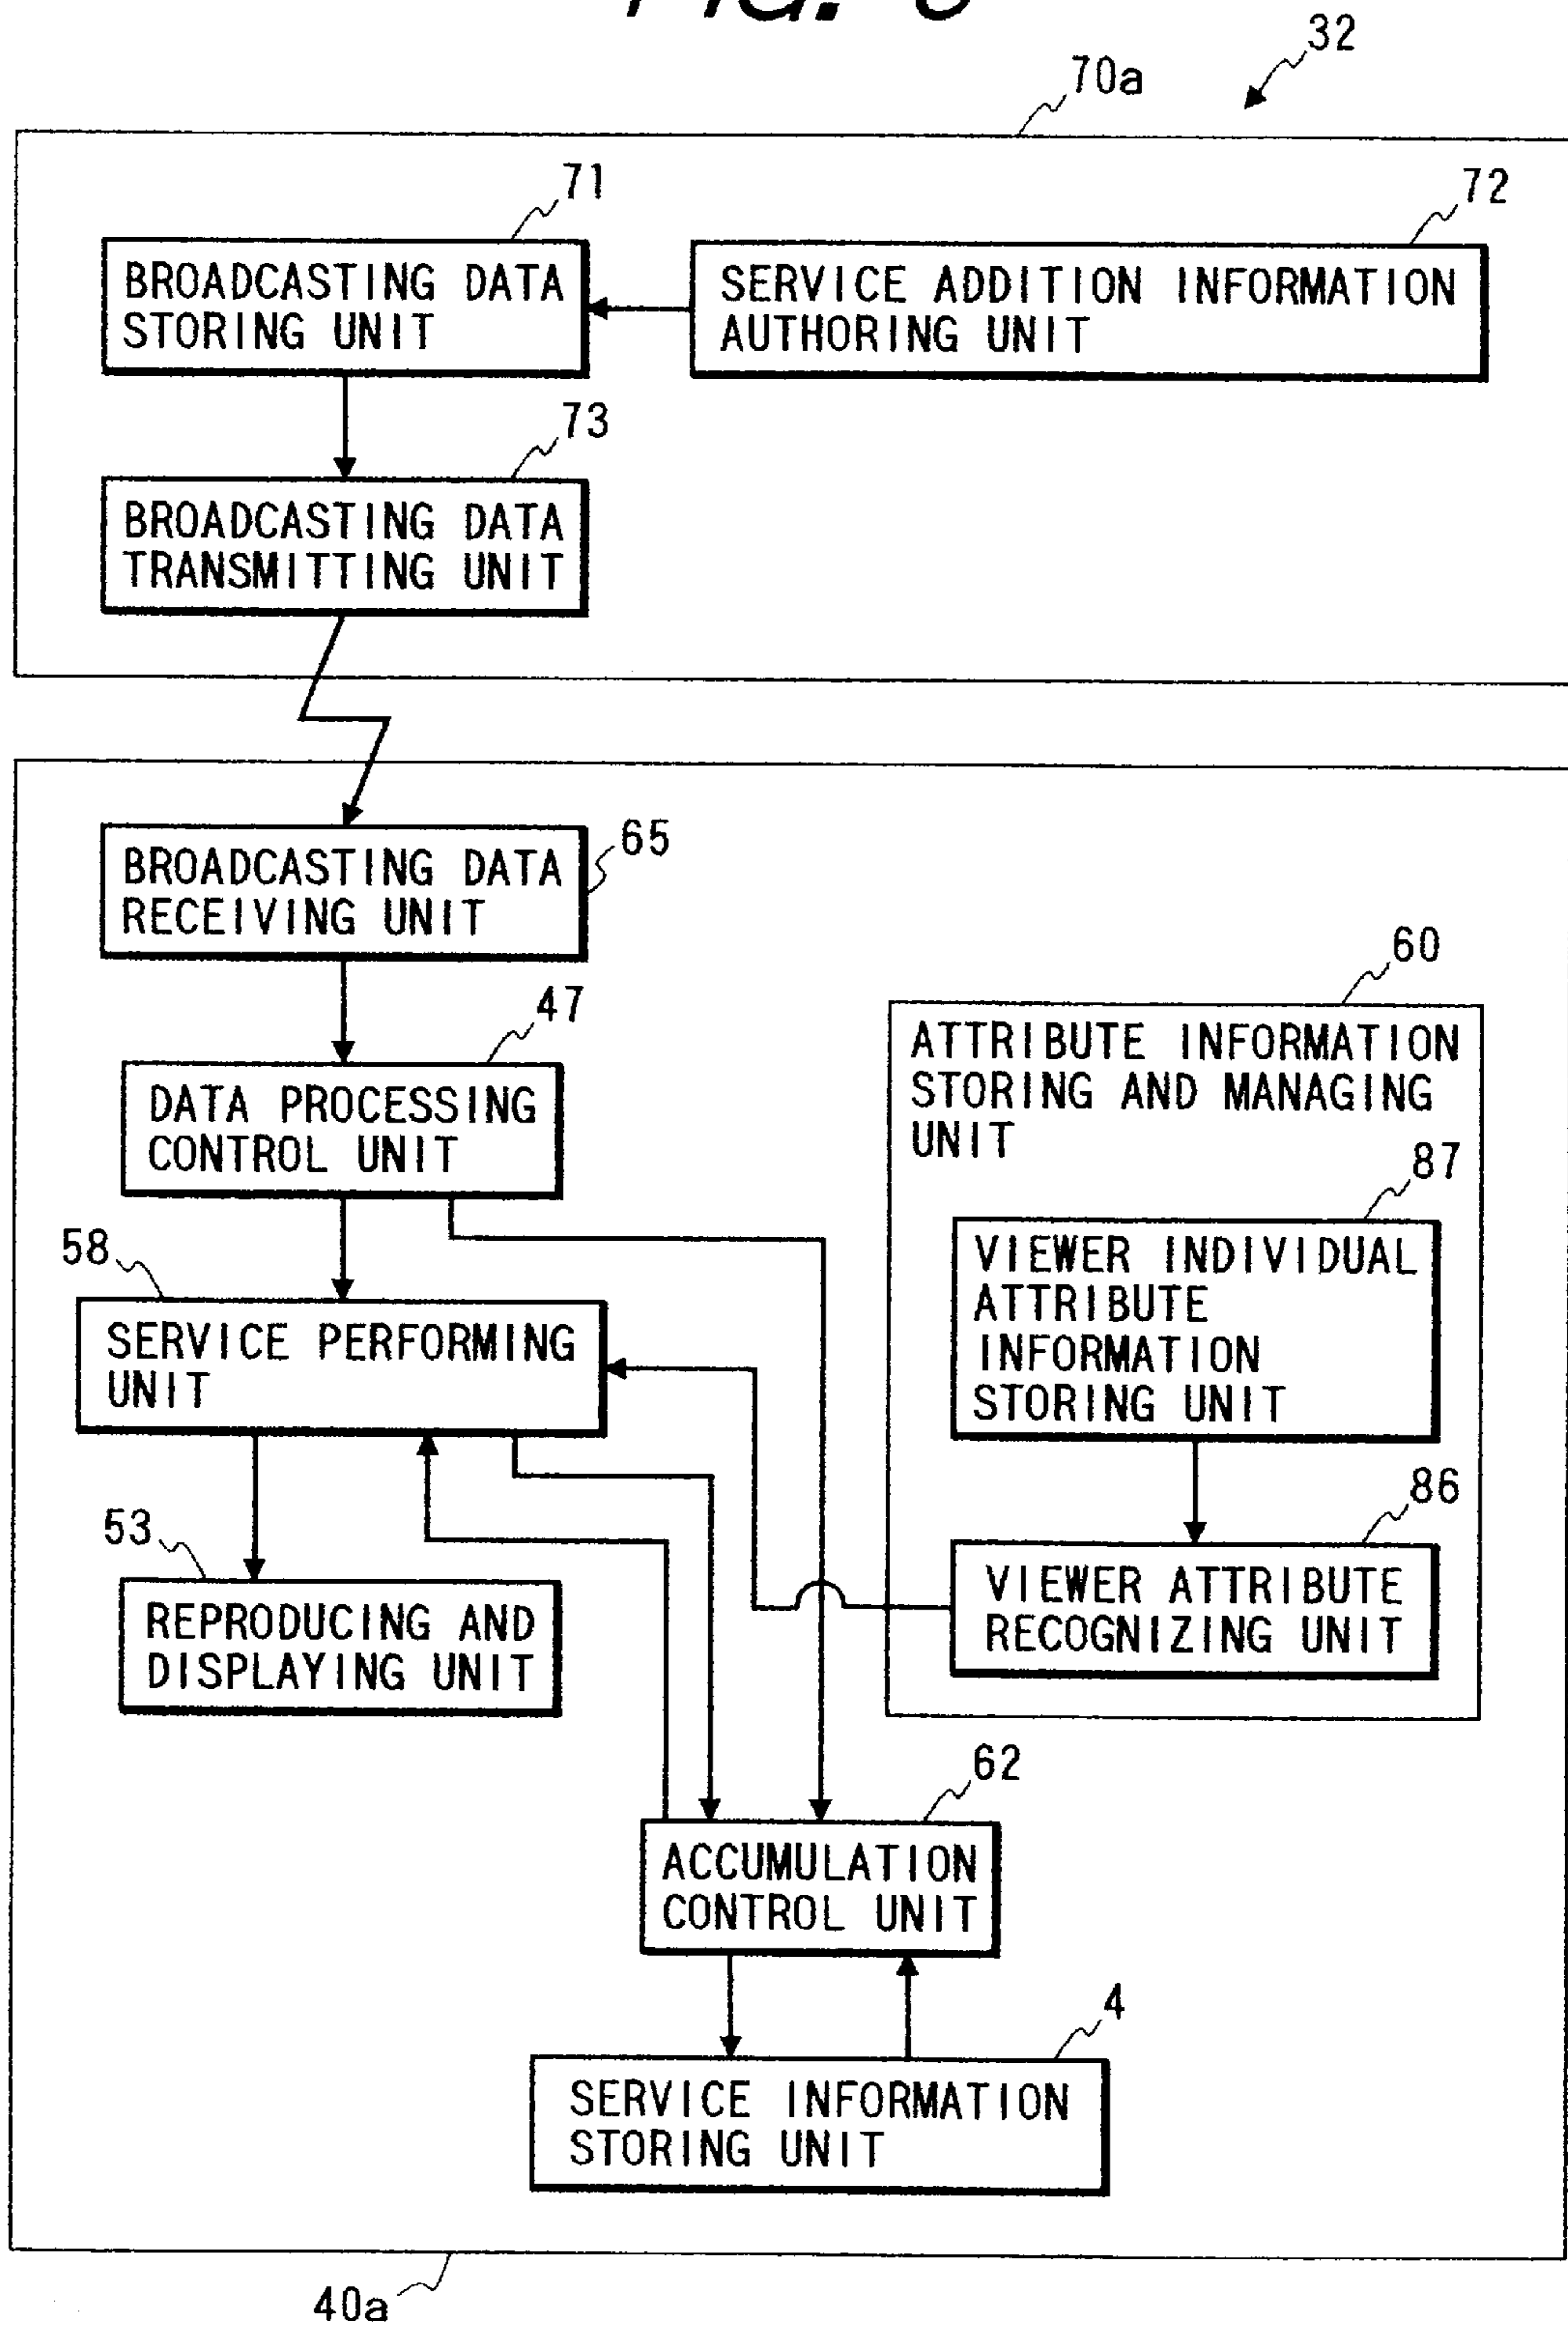 32
70a
71
72
BROADCASTING DATA
STORING UNIT
SERVICE ADDITION INFORMATION
AUTHORING UNIT
73
BROADCASTING DATA
TRANSMITTING UNIT
65
BROADCASTING DATA
RECEIVING UNIT
60
47
ATTRIBUTE INFORMATION
STORING AND MANAGING
UNIT
DATA PROCESSING
CONTROL UNIT
87
58
VIEWER INDIVIDUAL
ATTRIBUTE
INFORMATION
STORING UNIT
SERVICE PERFORMING
UNIT
86
53
VIEWER ATTRIBUTE
RECOGNIZING UNIT
REPRODUCING AND
DISPLAYING UNIT
62
ACCUMULATION
CONTROL UNIT
4
SERVICE INFORMATION
STORING UNIT
40a